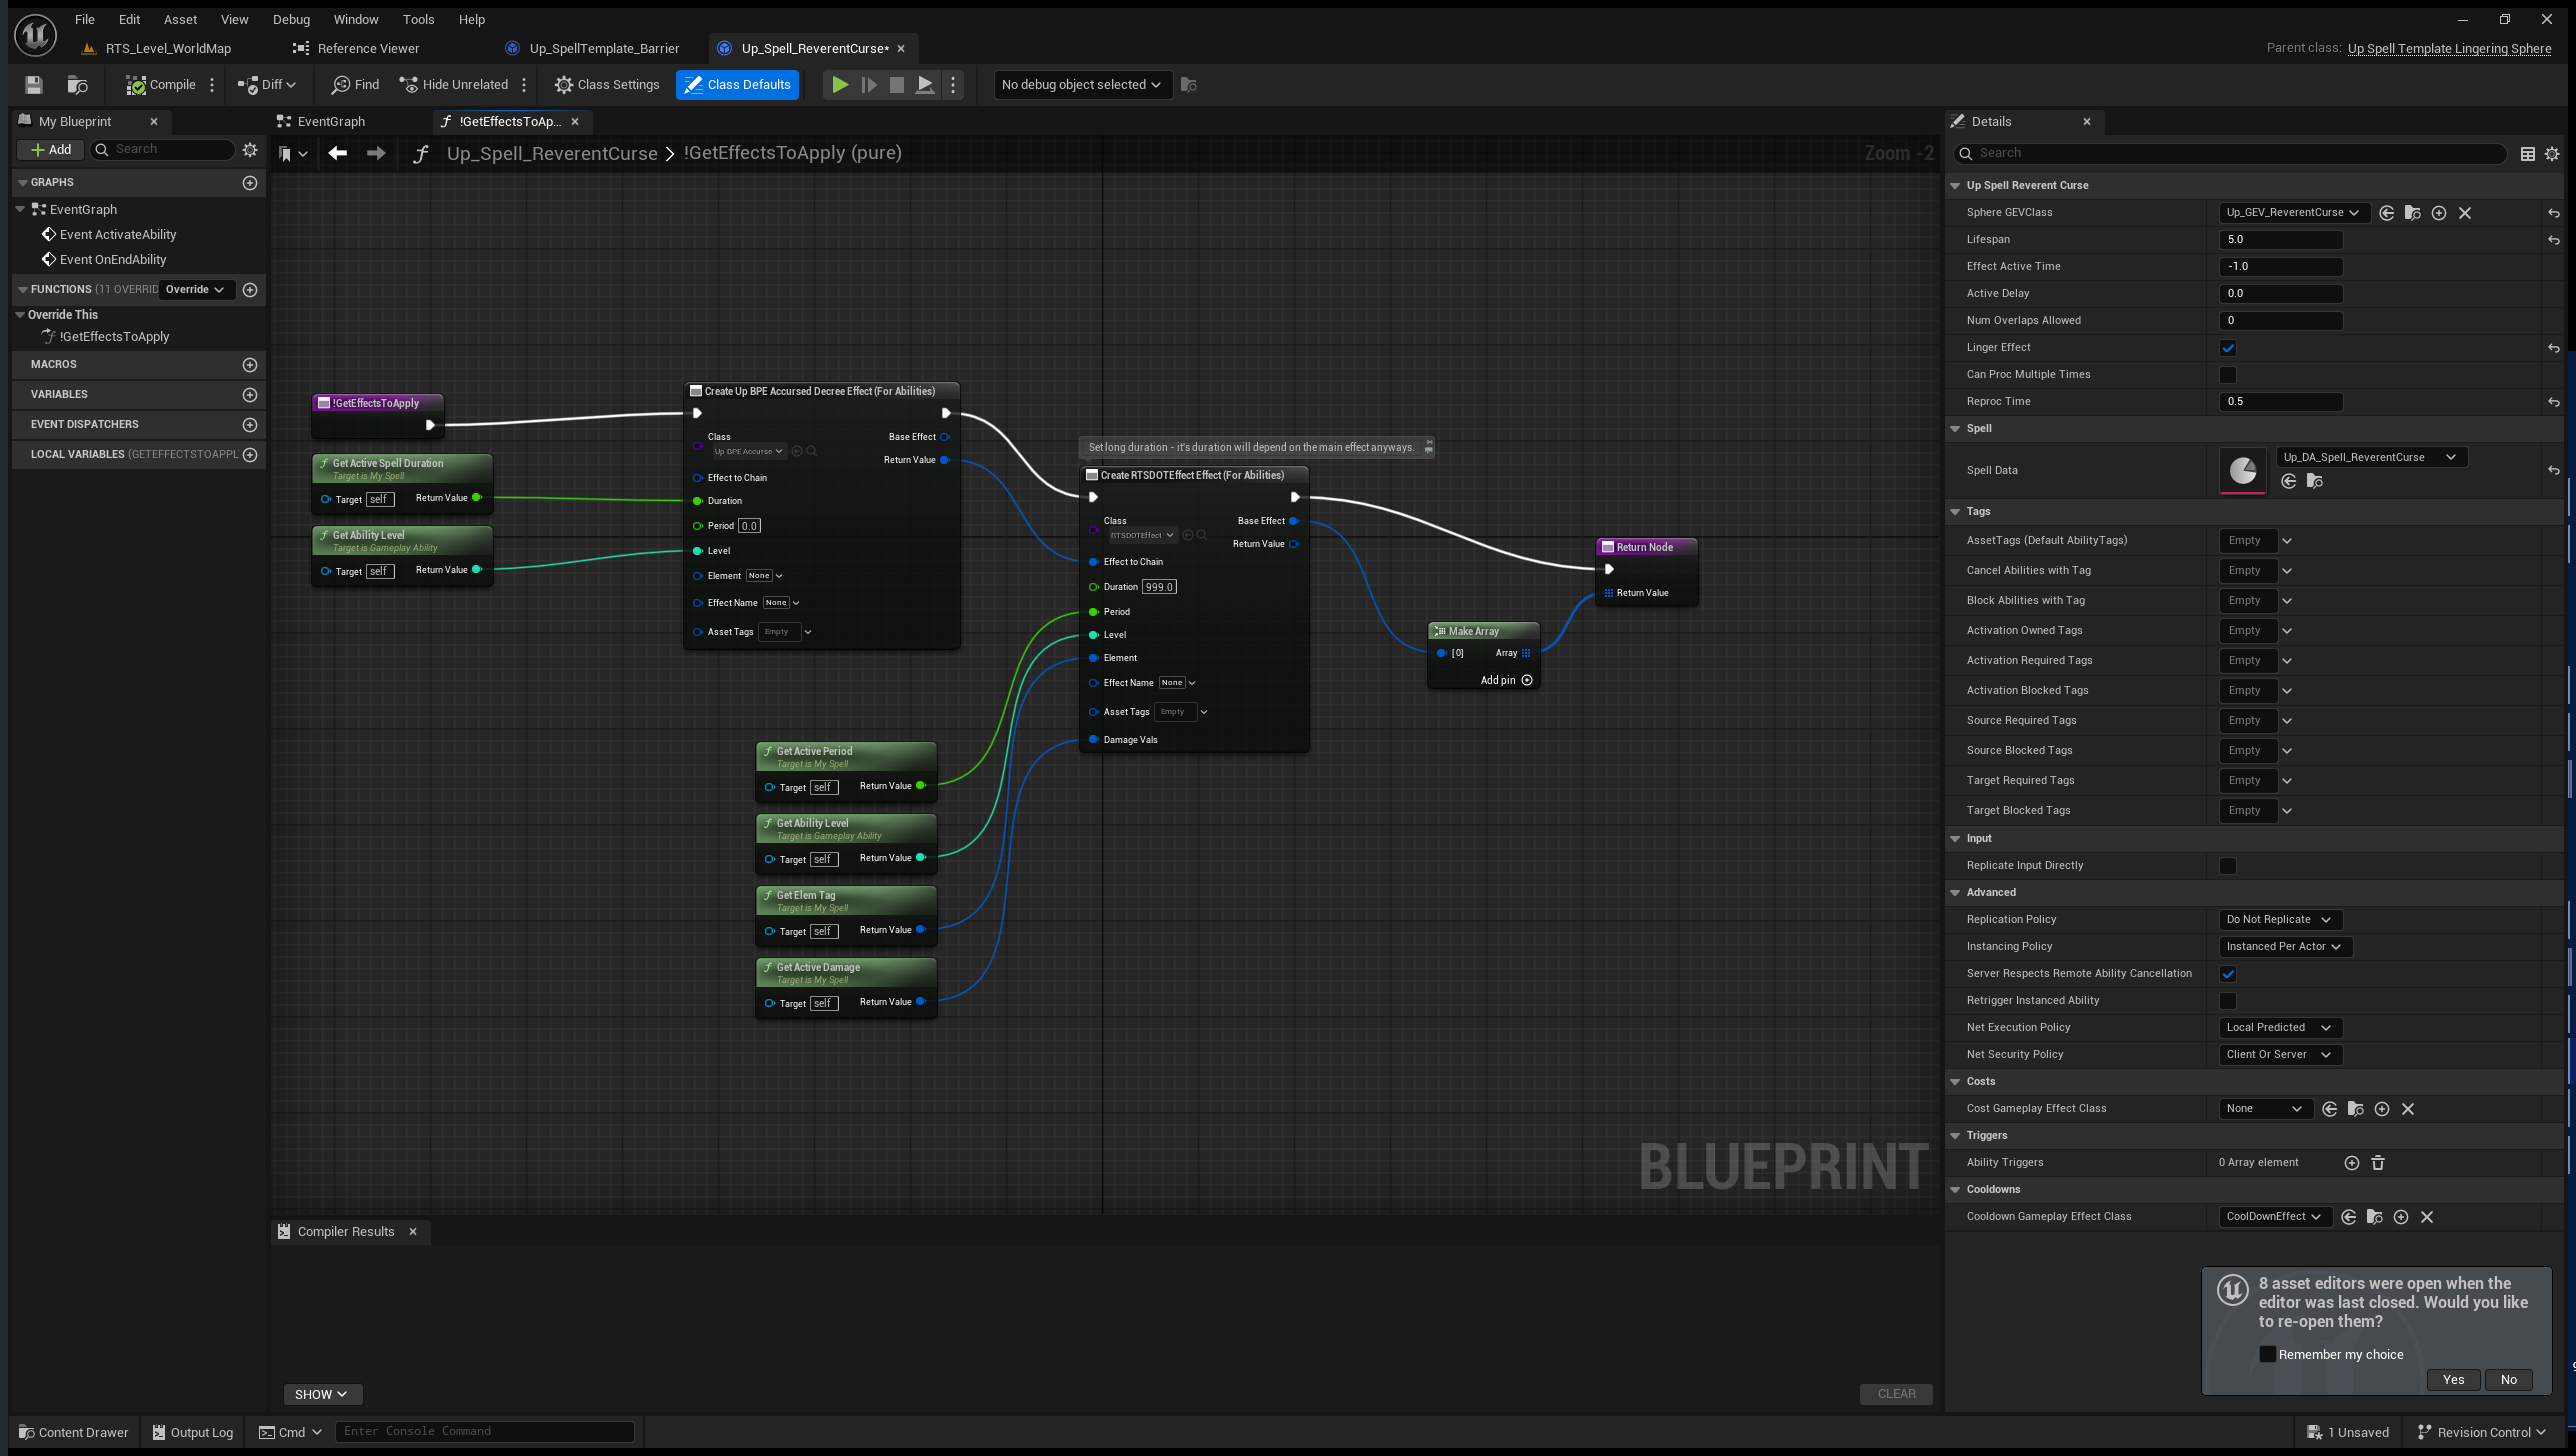 File Edit Asset View Debug Window Tools Help
RTS_Level_WorldMap Reference Viewer Up_SpellTemplate_Barrier Up_Spell_ReverentCurse*
Parent class: Up Spell Template Lingering Sphere
Compile Diff Find Hide Unrelated Class Settings Class Defaults No debug object selected
My Blueprint
Add Search
GRAPHS
EventGraph
Event ActivateAbility
Event OnEndAbility
FUNCTIONS (11 OVERRID Override
Override This
!GetEffectsToApply
MACROS
VARIABLES
EVENT DISPATCHERS
LOCAL VARIABLES (GETEFFECTSTOAPPL
EventGraph !GetEffectsToAp...
Up_Spell_ReverentCurse > !GetEffectsToApply (pure)
Zoom -2
!GetEffectsToApply
Get Active Spell Duration
Target is My Spell
Target self Return Value
Get Ability Level
Target is Gameplay Ability
Target self Return Value
Create Up BPE Accursed Decree Effect (For Abilities)
Class
Up BPE Accurse
Base Effect
Return Value
Effect to Chain
Duration
Period 0.0
Level
Element None
Effect Name None
Asset Tags Empty
Set long duration - it's duration will depend on the main effect anyways.
Create RTSDOTEffect Effect (For Abilities)
Class
RTSDOTEffect
Base Effect
Return Value
Effect to Chain
Duration 999.0
Period
Level
Element
Effect Name None
Asset Tags Empty
Damage Vals
Get Active Period
Target is My Spell
Target self Return Value
Get Ability Level
Target is Gameplay Ability
Target self Return Value
Get Elem Tag
Target is My Spell
Target self Return Value
Get Active Damage
Target is My Spell
Target self Return Value
Make Array
[0] Array
Add pin
Return Node
Return Value
BLUEPRINT
Compiler Results
SHOW
CLEAR
Details
Search
Up Spell Reverent Curse
Sphere GEVClass Up_GEV_ReverentCurse
Lifespan 5.0
Effect Active Time -1.0
Active Delay 0.0
Num Overlaps Allowed 0
Linger Effect
Can Proc Multiple Times
Reproc Time 0.5
Spell
Spell Data Up_DA_Spell_ReverentCurse
Tags
AssetTags (Default AbilityTags) Empty
Cancel Abilities with Tag Empty
Block Abilities with Tag Empty
Activation Owned Tags Empty
Activation Required Tags Empty
Activation Blocked Tags Empty
Source Required Tags Empty
Source Blocked Tags Empty
Target Required Tags Empty
Target Blocked Tags Empty
Input
Replicate Input Directly
Advanced
Replication Policy Do Not Replicate
Instancing Policy Instanced Per Actor
Server Respects Remote Ability Cancellation
Retrigger Instanced Ability
Net Execution Policy Local Predicted
Net Security Policy Client Or Server
Costs
Cost Gameplay Effect Class None
Triggers
Ability Triggers 0 Array element
Cooldowns
Cooldown Gameplay Effect Class CoolDownEffect
8 asset editors were open when the
editor was last closed. Would you like
to re-open them?
Remember my choice
Yes No
Content Drawer Output Log Cmd Enter Console Command 1 Unsaved Revision Control